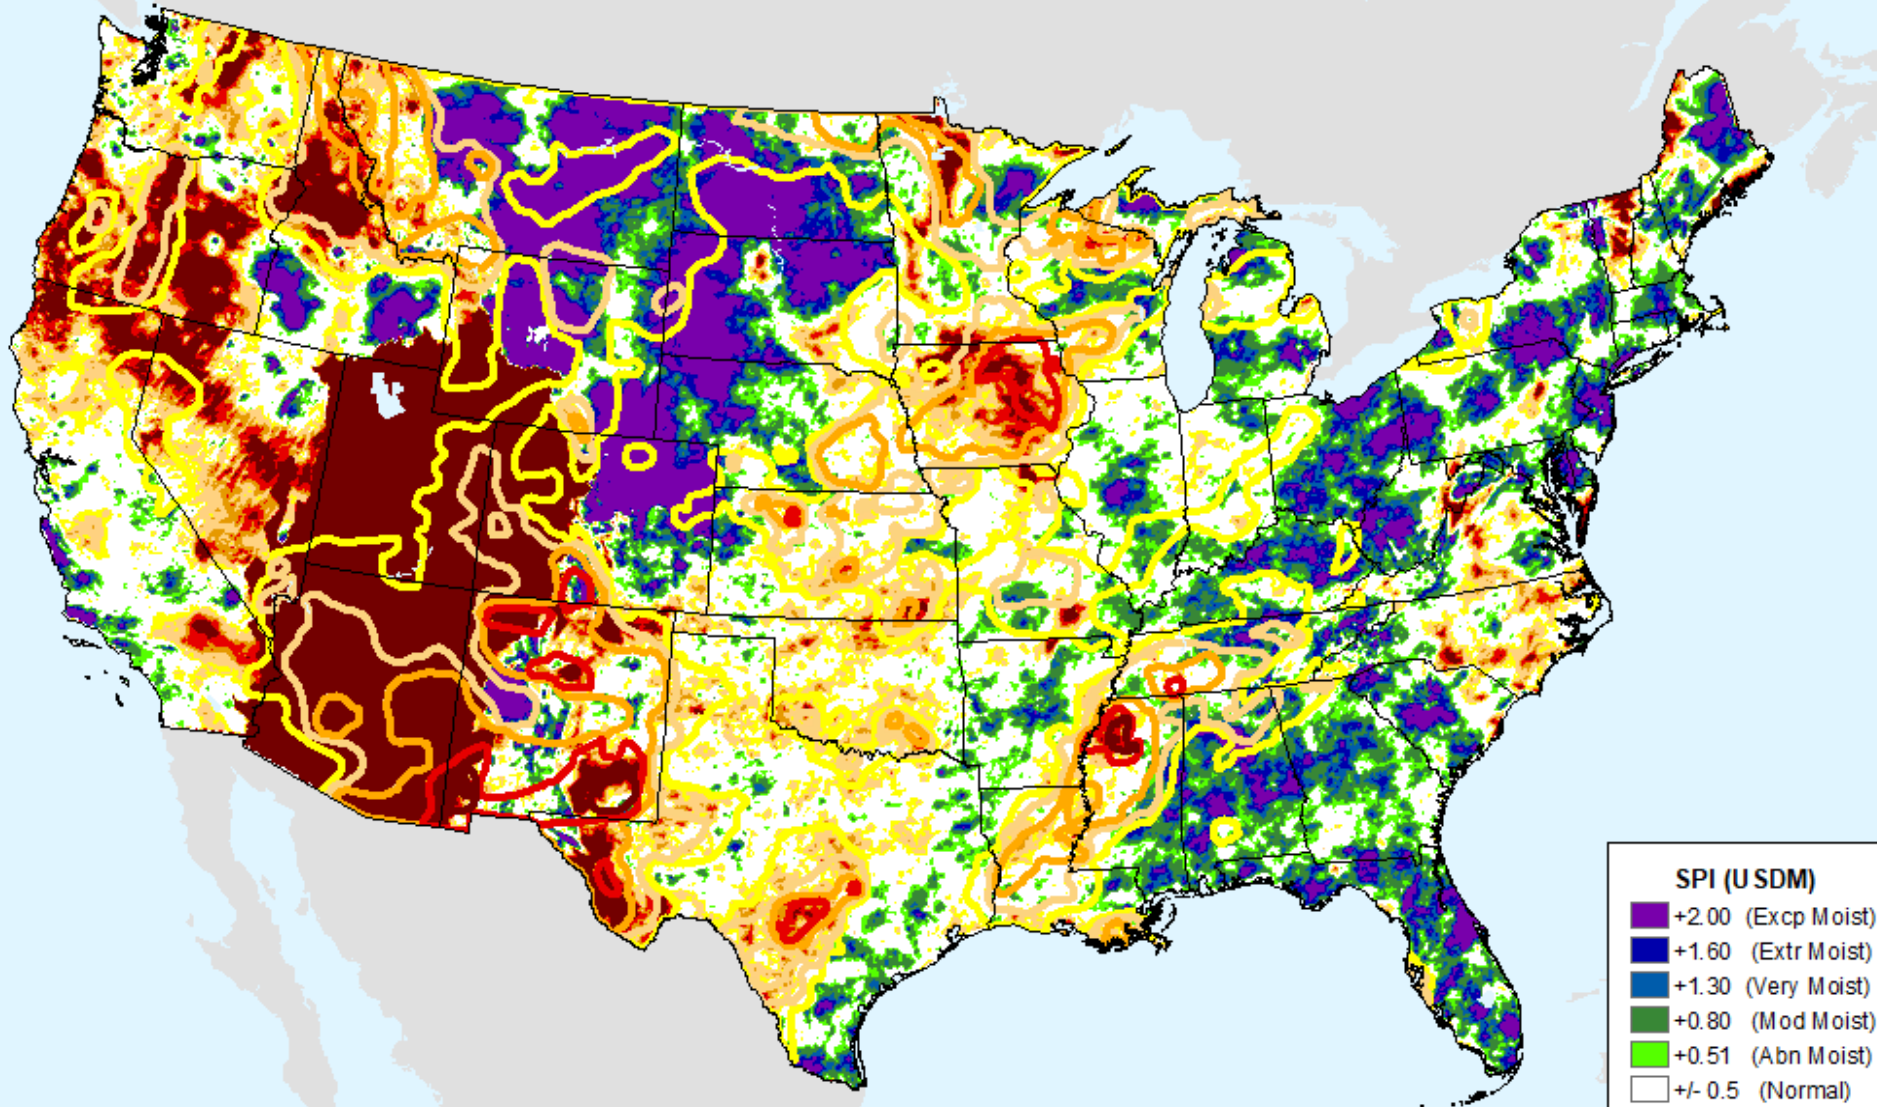 SPI (USDM)
+2.00 (Excp Moist)
+1.60 (Extr Moist)
+1.30 (Very Moist)
+0.80 (Mod Moist)
+0.51 (Abn Moist)
+/- 0.5 (Normal)